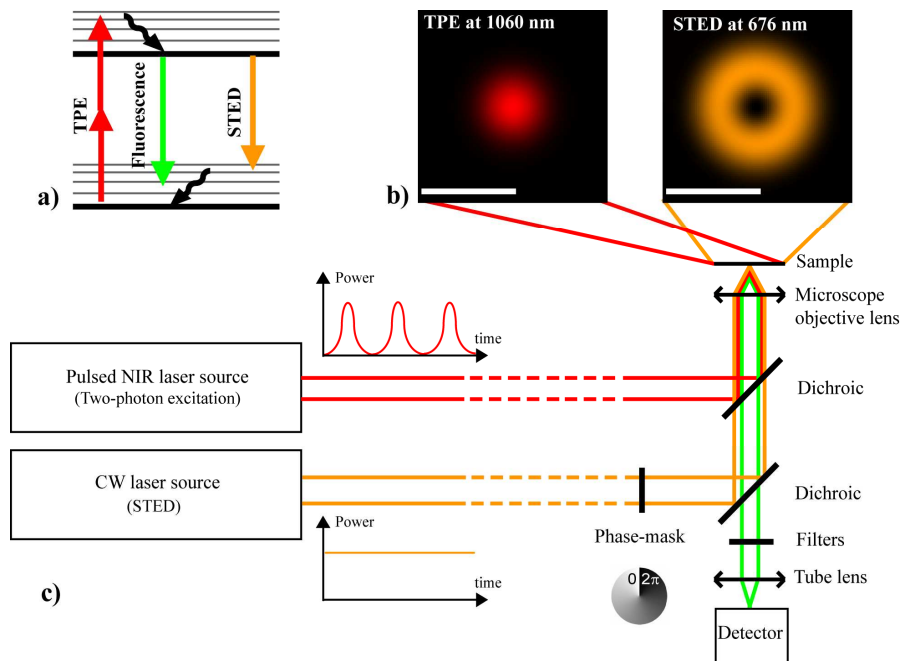 TPE
Fluorescence
STED
a)
TPE at 1060 nm
STED at 676 nm
b)
Sample
Microscope
objective lens
Power
time
Pulsed NIR laser source
(Two-photon excitation)
Dichroic
CW laser source
(STED)
Dichroic
Power
time
Phase-mask
0 2π
Filters
Tube lens
Detector
c)